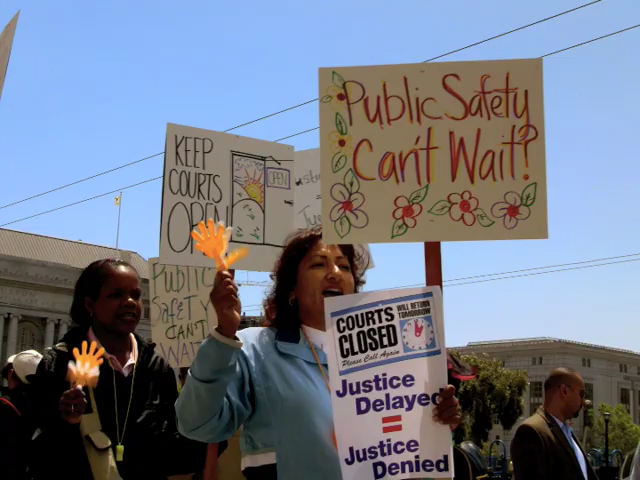 Public Safety
Can't Wait?
KEEP
COURTS
OPEN
OPEN
PUBLIC
SAFETY
CAN'T
WAIT
COURTS
CLOSED
WILL RETURN
TOMORROW
Please Call Again
Justice
Delayed
=
Justice
Denied